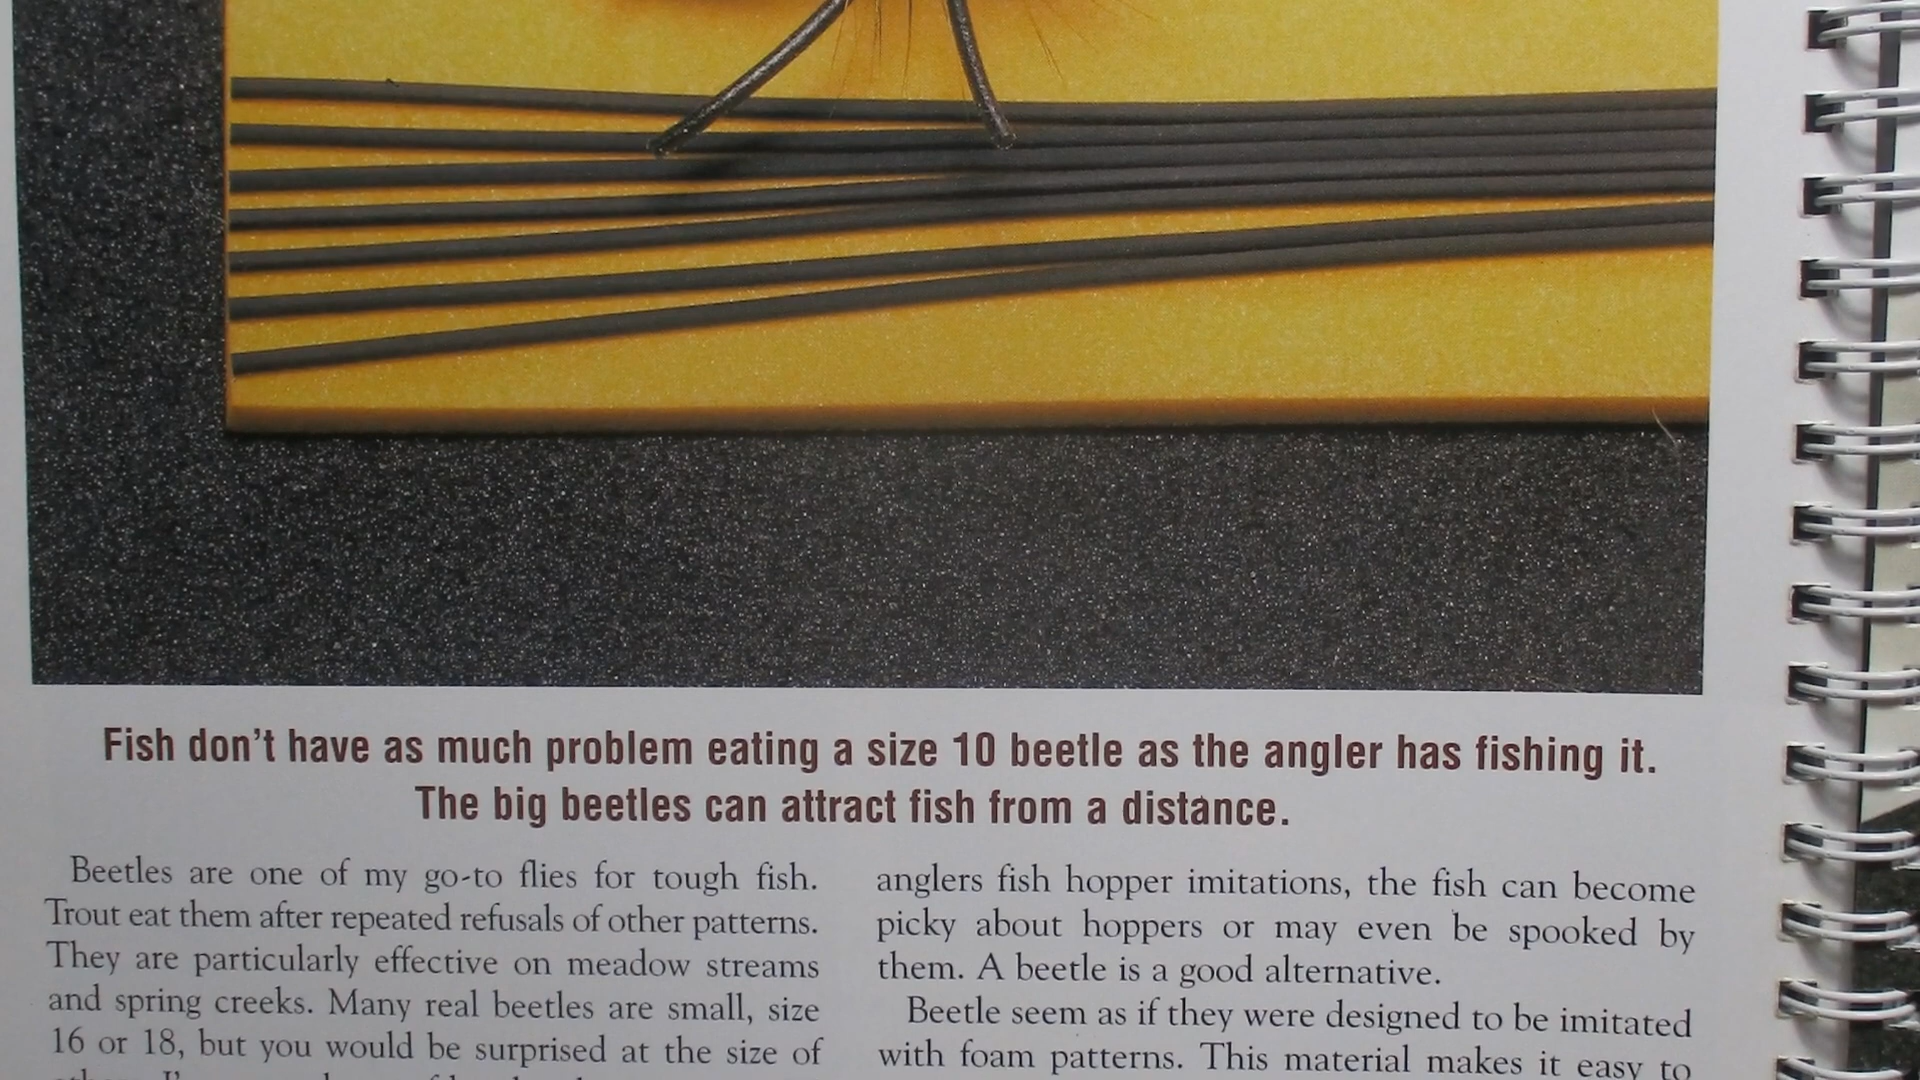 Fish don't have as much problem eating a size 10 beetle as the angler has fishing it.
The big beetles can attract fish from a distance.
Beetles are one of my go-to flies for tough fish.
Trout eat them after repeated refusals of other patterns.
They are particularly effective on meadow streams
and spring creeks. Many real beetles are small, size
16 or 18, but you would be surprised at the size of
anglers fish hopper imitations, the fish can become
picky about hoppers or may even be spooked by
them. A beetle is a good alternative.
Beetle seem as if they were designed to be imitated
with foam patterns. This material makes it easy to